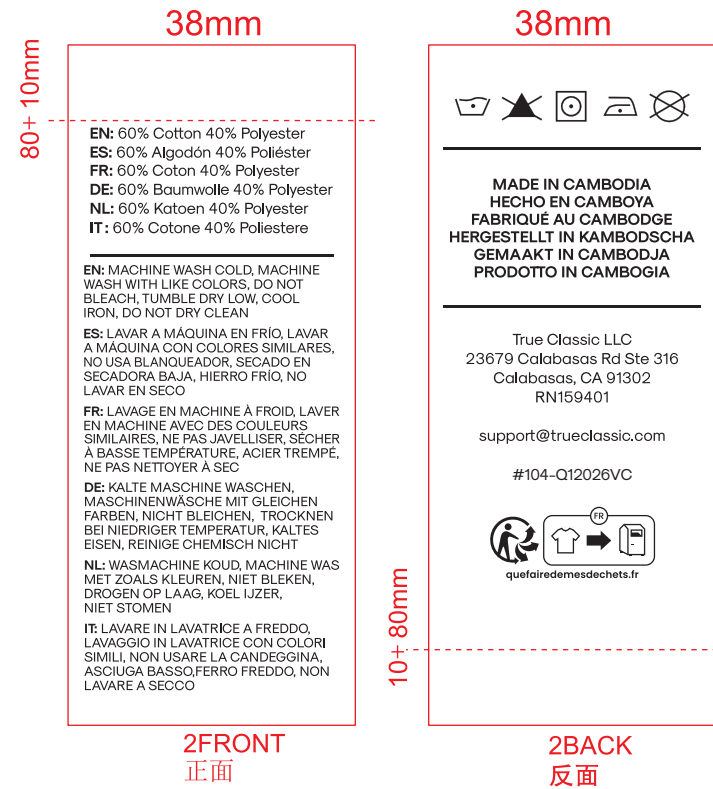 38mm
80+ 10mm
EN: 60% Cotton 40% Polyester
ES: 60% Algodón 40% Poliéster
FR: 60% Coton 40% Polyester
DE: 60% Baumwolle 40% Polyester
NL: 60% Katoen 40% Polyester
IT: 60% Cotone 40% Poliestere
EN: MACHINE WASH COLD, MACHINE
WASH WITH LIKE COLORS, DO NOT
BLEACH, TUMBLE DRY LOW, COOL
IRON, DO NOT DRY CLEAN
ES: LAVAR A MÁQUINA EN FRÍO, LAVAR
A MÁQUINA CON COLORES SIMILARES,
NO USA BLANQUEADOR, SECADO EN
SECADORA BAJA, HIERRO FRÍO, NO
LAVAR EN SECO
FR: LAVAGE EN MACHINE À FROID, LAVER
EN MACHINE AVEC DES COULEURS
SIMILAIRES, NE PAS JAVELLISER, SÉCHER
À BASSE TEMPÉRATURE, ACIER TREMPÉ,
NE PAS NETTOYER À SEC
DE: KALTE MASCHINE WASCHEN,
MASCHINENWÄSCHE MIT GLEICHEN
FARBEN, NICHT BLEICHEN, TROCKNEN
BEI NIEDRIGER TEMPERATUR, KALTES
EISEN, REINIGE CHEMISCH NICHT
NL: WASMACHINE KOUD, MACHINE WAS
MET ZOALS KLEUREN, NIET BLEKEN,
DROGEN OP LAAG, KOEL IJZER,
NIET STOMEN
IT: LAVARE IN LAVATRICE A FREDDO,
LAVAGGIO IN LAVATRICE CON COLORI
SIMILI, NON USARE LA CANDEGGINA,
ASCIUGA BASSO,FERRO FREDDO, NON
LAVARE A SECCO
2FRONT
正面
38mm
10+ 80mm
MADE IN CAMBODIA
HECHO EN CAMBOYA
FABRIQUÉ AU CAMBODGE
HERGESTELLT IN KAMBODSCHA
GEMAAKT IN CAMBODJA
PRODOTTO IN CAMBOGIA
True Classic LLC
23679 Calabasas Rd Ste 316
Calabasas, CA 91302
RN159401
support@trueclassic.com
#104-Q12026VC
FR
quefairedemesdechets.fr
2BACK
反面